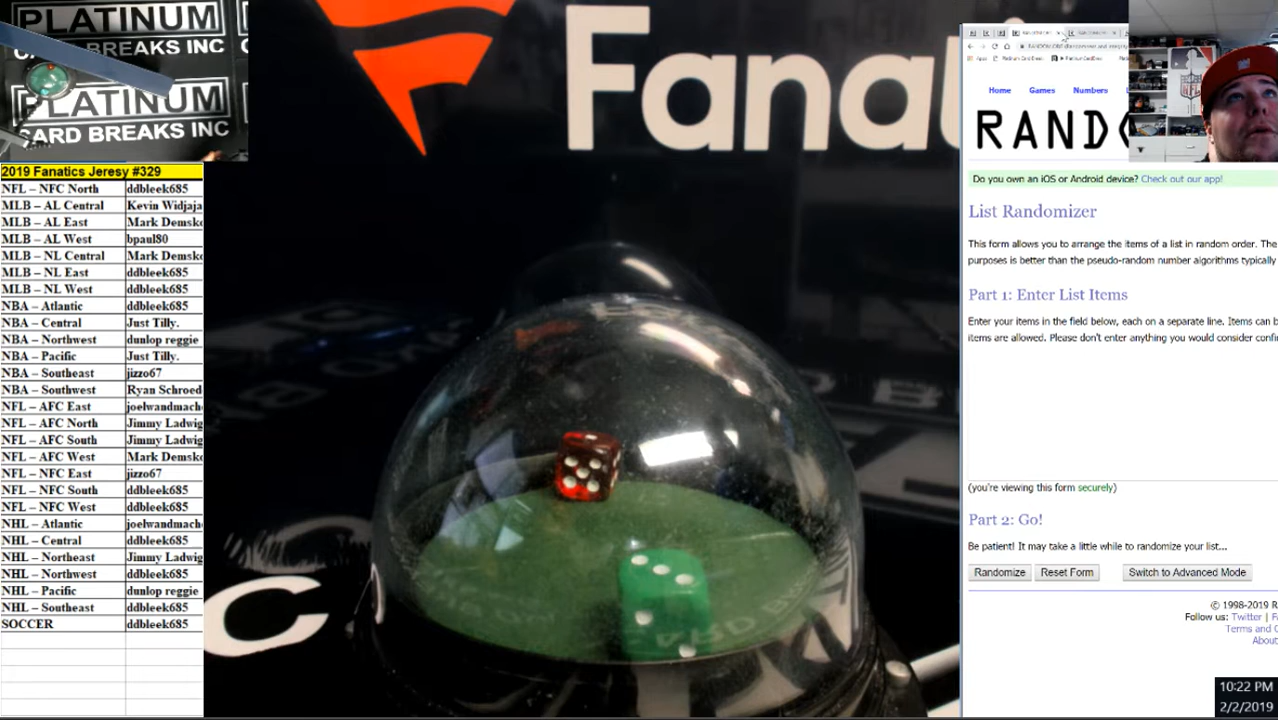 PLATINUM
CARD BREAKS INC
PLATINUM
CARD BREAKS INC
Fanat
2019 Fanatics Jeresy #329
NFL – NFC North ddbleek685
MLB – AL Central Kevin Widjaja
MLB – AL East Mark Demsko
MLB – AL West bpaul80
MLB – NL Central Mark Demsko
MLB – NL East ddbleek685
MLB – NL West ddbleek685
NBA – Atlantic ddbleek685
NBA – Central Just Tilly.
NBA – Northwest dunlop reggie
NBA – Pacific Just Tilly.
NBA – Southeast jizzo67
NBA – Southwest Ryan Schroed
NFL – AFC East joelwandmach
NFL – AFC North Jimmy Ladwig
NFL – AFC South Jimmy Ladwig
NFL – AFC West Mark Demsko
NFL – NFC East jizzo67
NFL – NFC South ddbleek685
NFL – NFC West ddbleek685
NHL – Atlantic joelwandmach
NHL – Central ddbleek685
NHL – Northeast Jimmy Ladwig
NHL – Northwest ddbleek685
NHL – Pacific dunlop reggie
NHL – Southeast ddbleek685
SOCCER ddbleek685
C
Home Games Numbers
RANDO
Do you own an iOS or Android device? Check out our app!
List Randomizer
This form allows you to arrange the items of a list in random order. The
purposes is better than the pseudo-random number algorithms typically
Part 1: Enter List Items
Enter your items in the field below, each on a separate line. Items can b
items are allowed. Please don't enter anything you would consider confi
(you're viewing this form securely)
Part 2: Go!
Be patient! It may take a little while to randomize your list...
Randomize Reset Form Switch to Advanced Mode
© 1998-2019 R
Follow us: Twitter | F
Terms and C
About
10:22 PM
2/2/2019